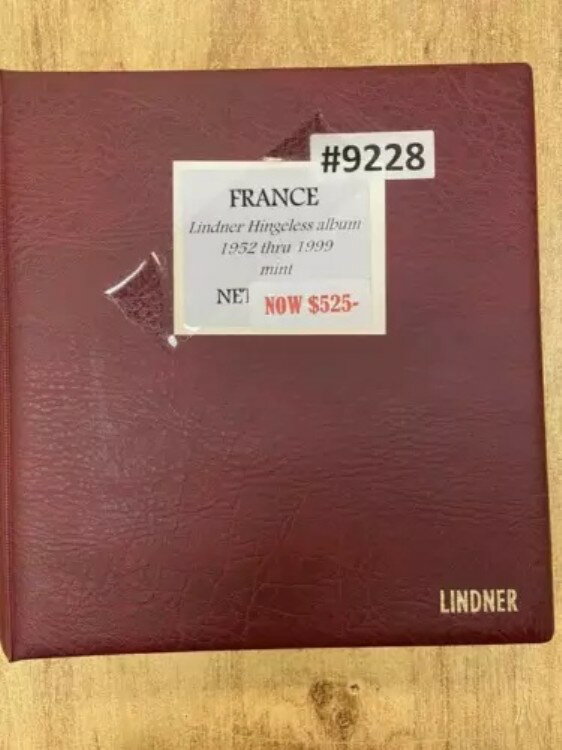 #9228
FRANCE
Lindner Hingeless album
1952 thru 1999
mint
NET
NOW $525-
LINDNER